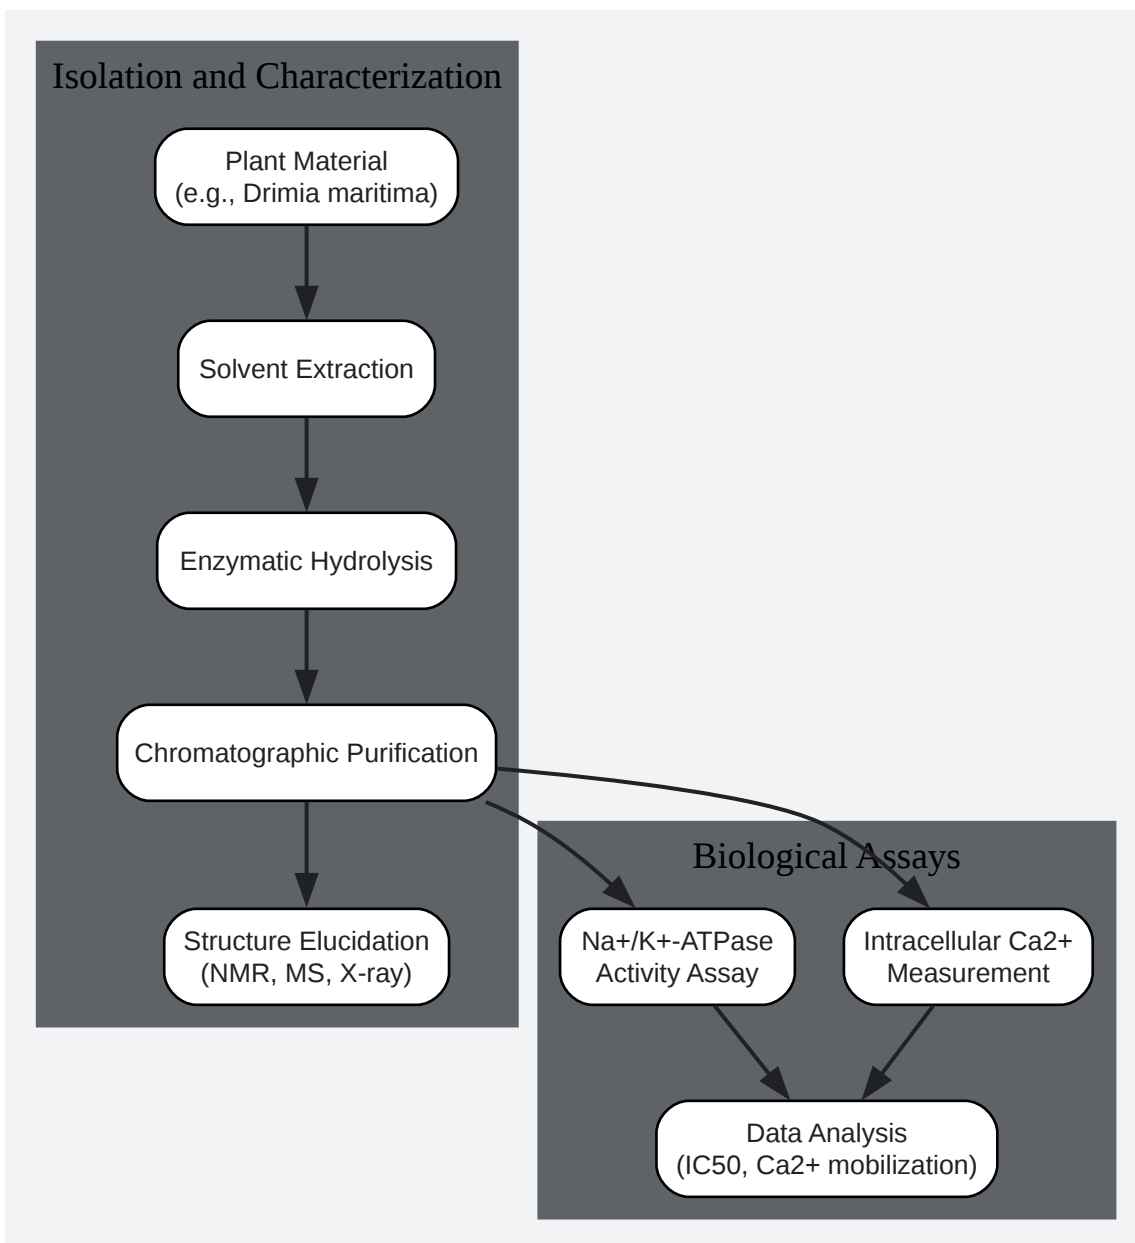 Isolation and Characterization
Plant Material
(e.g., Drimia maritima)
Solvent Extraction
Enzymatic Hydrolysis
Chromatographic Purification
Structure Elucidation
(NMR, MS, X-ray)
Biological Assays
Na+/K+-ATPase
Activity Assay
Intracellular Ca2+
Measurement
Data Analysis
(IC50, Ca2+ mobilization)